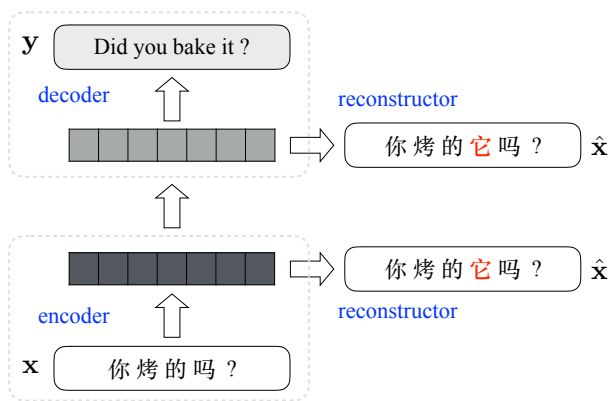 y Did you bake it ?
decoder
reconstructor
你 烤 的 它 吗 ? x̂
你 烤 的 它 吗 ? x̂
encoder
reconstructor
x 你 烤 的 吗 ?